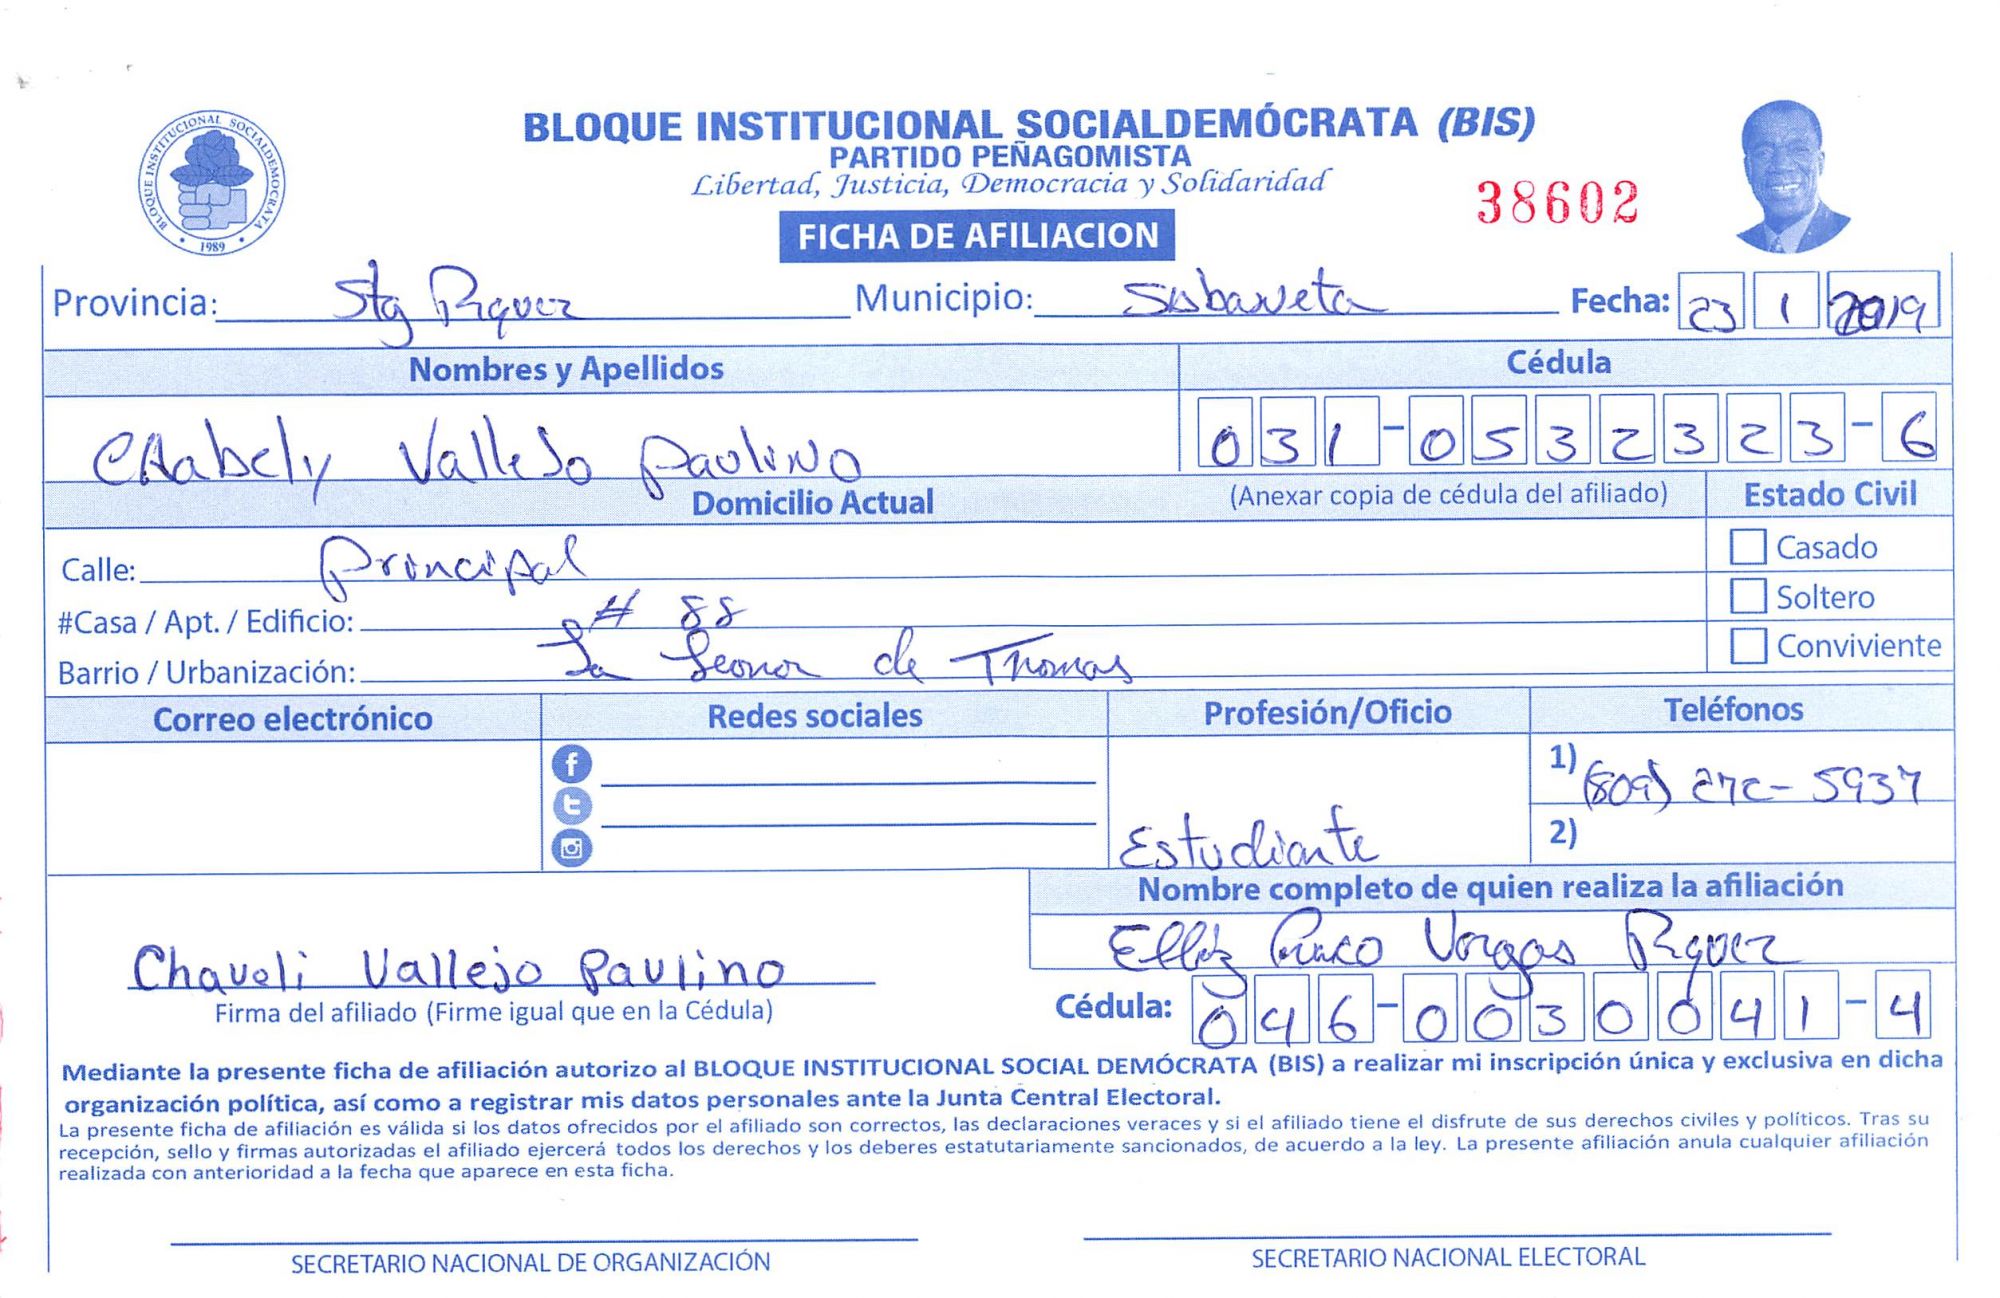 BLOQUE INSTITUCIONAL SOCIALDEMÓCRATA (BIS)
PARTIDO PEÑAGOMISTA
Libertad, Justicia, Democracia y Solidaridad
38602
BLOQUE INSTITUCIONAL SOCIALDEMOCRATA
1989
FICHA DE AFILIACION
Provincia: Stg Rguez Municipio: Sabaneta Fecha: 23 1 2019
Nombres y Apellidos Cédula
Chabely Vallejo Paulino 031-0532323-6
Domicilio Actual (Anexar copia de cédula del afiliado) Estado Civil
Calle: Principal Casado
#Casa / Apt. / Edificio: # 88 Soltero
Barrio / Urbanización: La Leonor de Thomas Conviviente
Correo electrónico Redes sociales Profesión/Oficio Teléfonos
1) (809) 272-5937
Estudiante 2)
Nombre completo de quien realiza la afiliación
Vargas Rguez
Chaveli Vallejo Paulino
Firma del afiliado (Firme igual que en la Cédula) Cédula: 046-0030041-4
Mediante la presente ficha de afiliación autorizo al BLOQUE INSTITUCIONAL SOCIAL DEMÓCRATA (BIS) a realizar mi inscripción única y exclusiva en dicha
organización política, así como a registrar mis datos personales ante la Junta Central Electoral.
La presente ficha de afiliación es válida si los datos ofrecidos por el afiliado son correctos, las declaraciones veraces y si el afiliado tiene el disfrute de sus derechos civiles y políticos. Tras su
recepción, sello y firmas autorizadas el afiliado ejercerá todos los derechos y los deberes estatutariamente sancionados, de acuerdo a la ley. La presente afiliación anula cualquier afiliación
realizada con anterioridad a la fecha que aparece en esta ficha.
SECRETARIO NACIONAL DE ORGANIZACIÓN SECRETARIO NACIONAL ELECTORAL